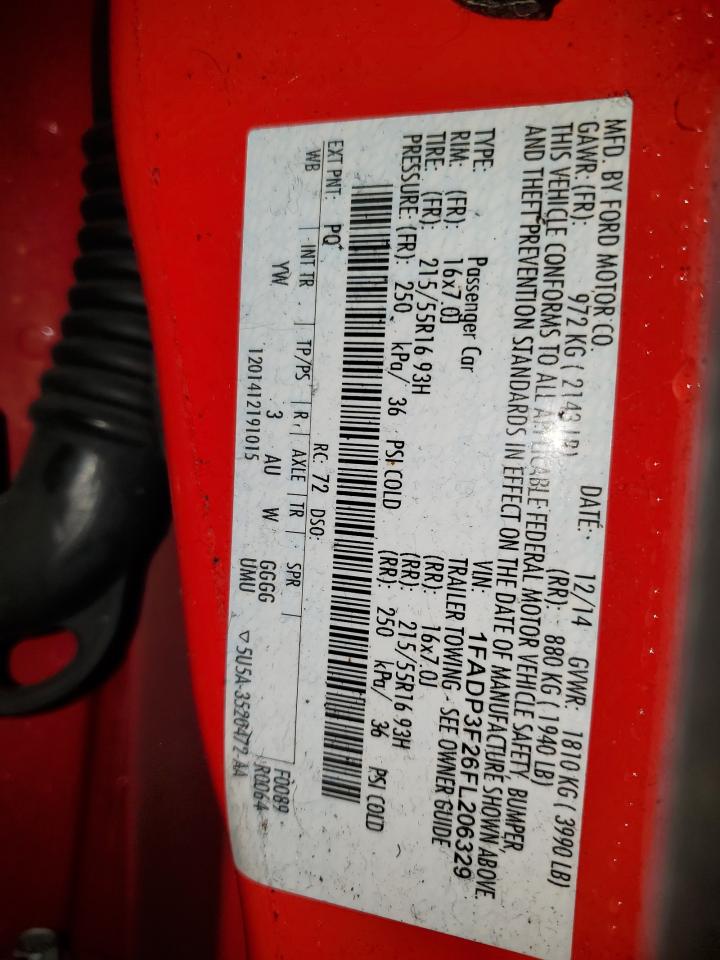 MFD. BY FORD MOTOR CO. DATE: 12/14 GVWR: 1810 KG ( 3990 LB)
GAWR: (FR): 972 KG ( 2143 LB) (RR): 880 KG ( 1940 LB)
THIS VEHICLE CONFORMS TO ALL APPLICABLE FEDERAL MOTOR VEHICLE SAFETY, BUMPER,
AND THEFT PREVENTION STANDARDS IN EFFECT ON THE DATE OF MANUFACTURE SHOWN ABOVE
VIN: 1FADP3F26FL206329
TYPE: Passenger Car TRAILER TOWING - SEE OWNER GUIDE
RIM: (FR): 16x7.0J (RR): 16x7.0J
TIRE: (FR): 215/55R16 93H (RR): 215/55R16 93H
PRESSURE: (FR): 250 kPa/ 36 PSI COLD (RR): 250 kPa/ 36 PSI COLD
EXT PNT: PQ RC: 72 DSO: F0089
WB INT TR TP/PS R AXLE TR SPR R0064
YW 3 AU W GGGG
1201412191015 UMU 5U5A-3520472-AA